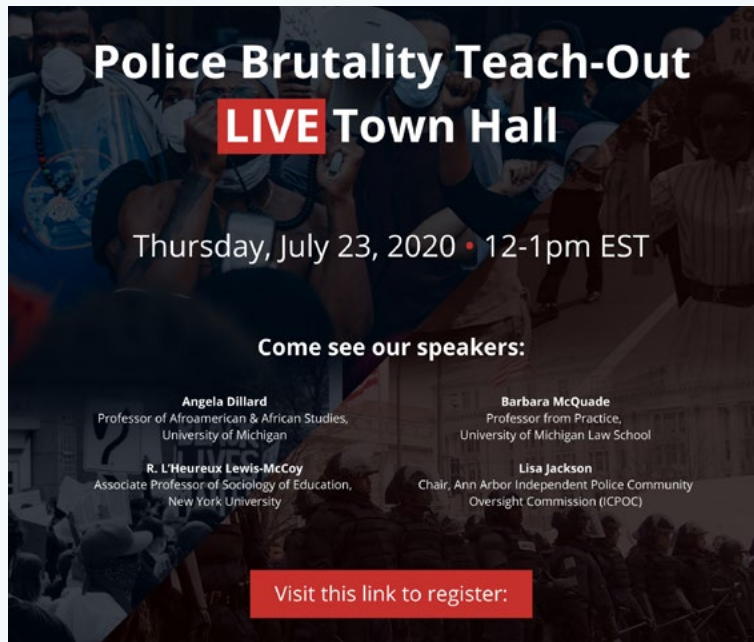 Police Brutality Teach-Out
LIVE Town Hall
Thursday, July 23, 2020 • 12-1pm EST
Come see our speakers:
Angela Dillard
Professor of Afroamerican & African Studies,
University of Michigan
Barbara McQuade
Professor from Practice,
University of Michigan Law School
R. L'Heureux Lewis-McCoy
Associate Professor of Sociology of Education,
New York University
Lisa Jackson
Chair, Ann Arbor Independent Police Community
Oversight Commission (ICPOC)
Visit this link to register: